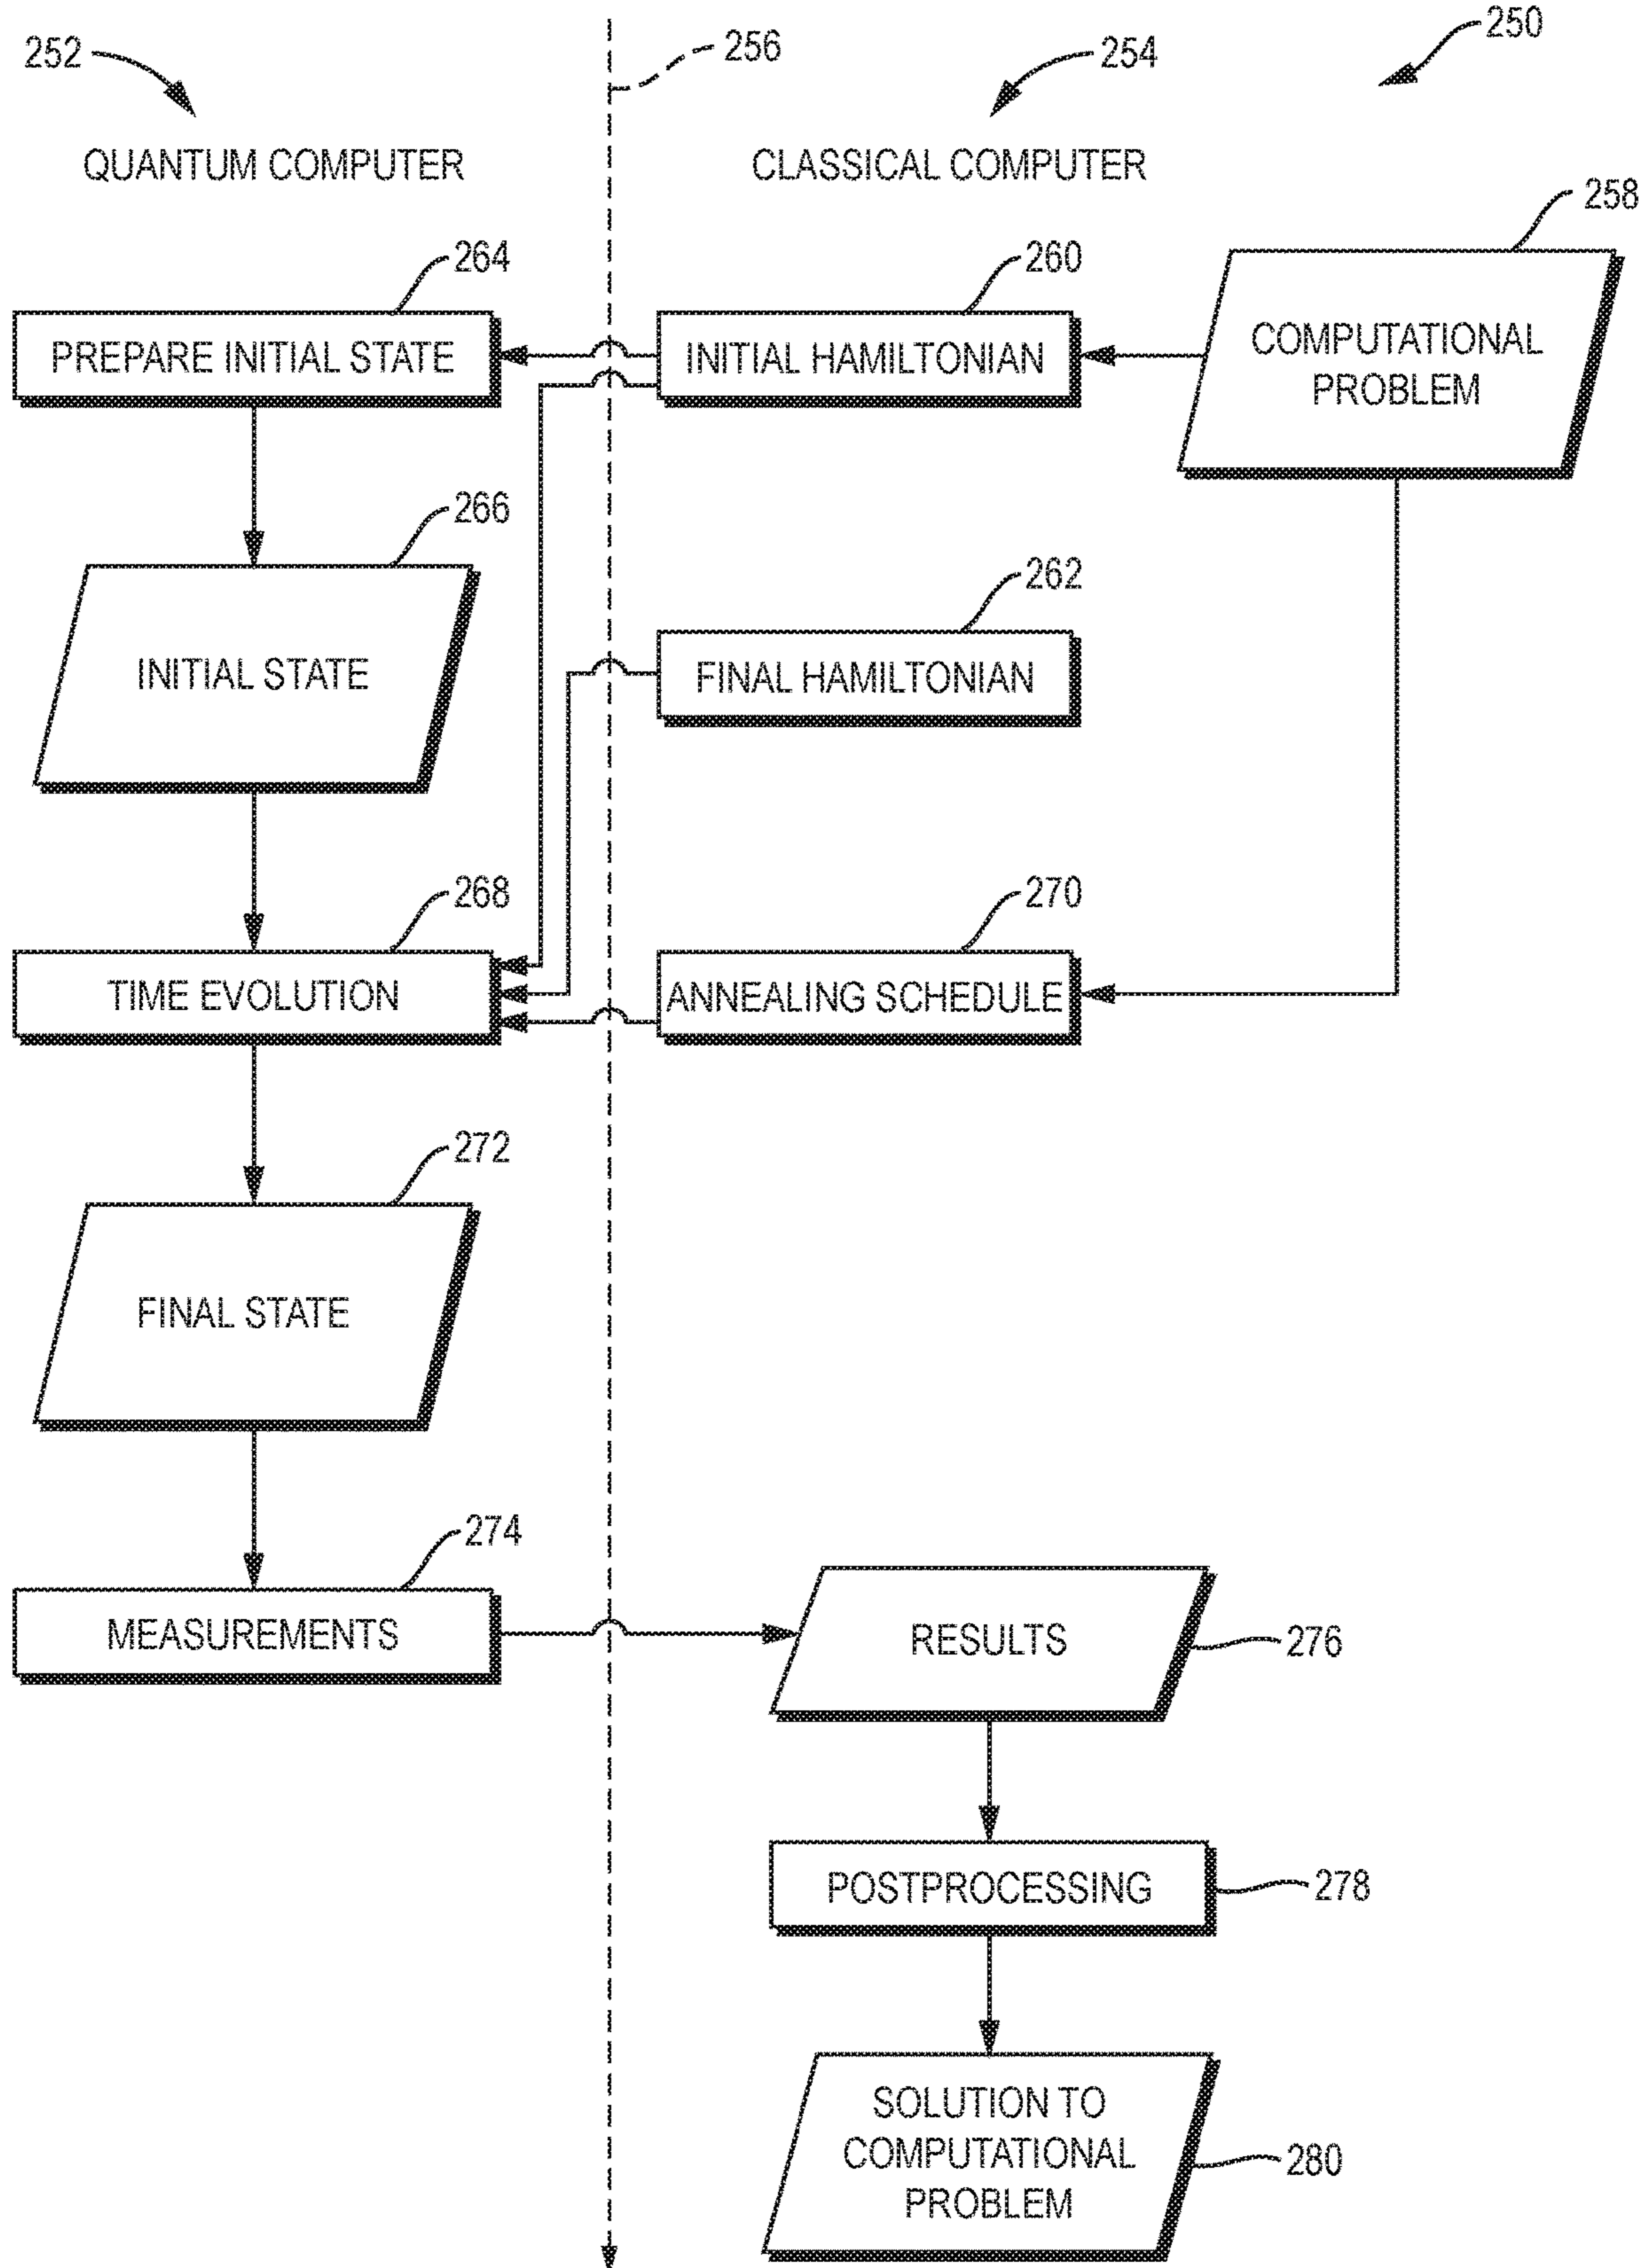 250
252
256
254
QUANTUM COMPUTER
CLASSICAL COMPUTER
258
264
260
PREPARE INITIAL STATE
INITIAL HAMILTONIAN
COMPUTATIONAL
PROBLEM
266
262
INITIAL STATE
FINAL HAMILTONIAN
268
270
TIME EVOLUTION
ANNEALING SCHEDULE
272
FINAL STATE
274
MEASUREMENTS
RESULTS
276
POSTPROCESSING
278
SOLUTION TO
COMPUTATIONAL
PROBLEM
280